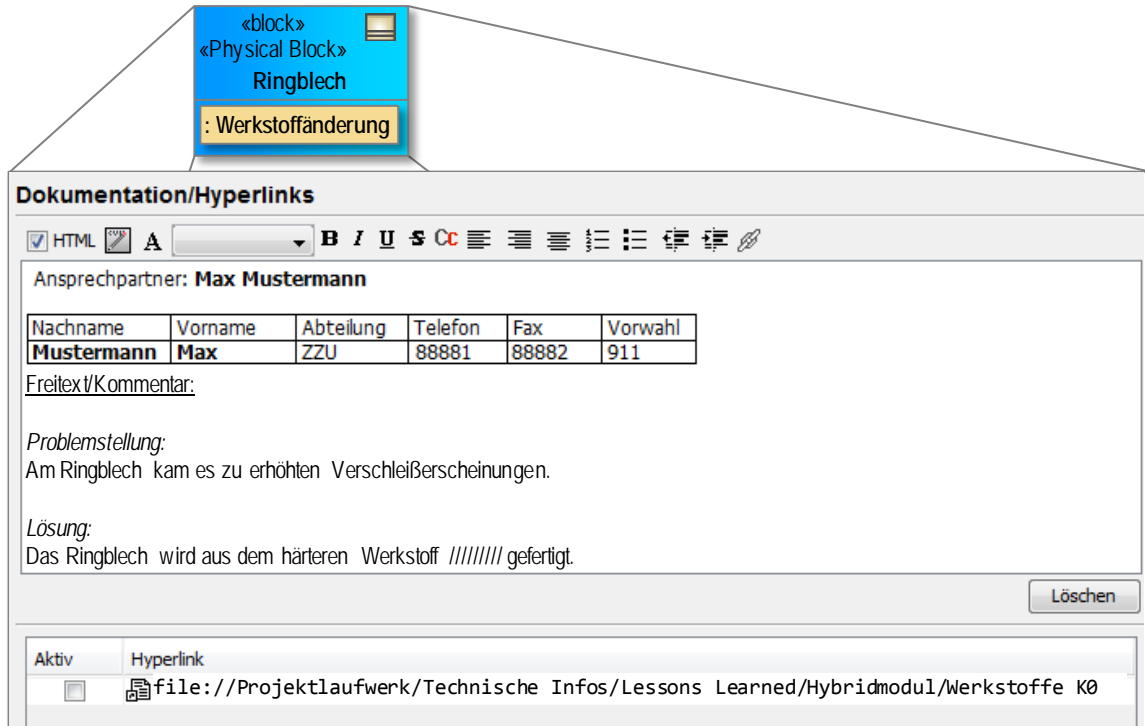 «block»
«Physical Block»
Ringblech
: Werkstoffänderung
Dokumentation/Hyperlinks
HTML A B I U S Cc
Ansprechpartner: Max Mustermann
Nachname Vorname Abteilung Telefon Fax Vorwahl
Mustermann Max ZZU 88881 88882 911
Freitext/Kommentar:
Problemstellung:
Am Ringblech kam es zu erhöhten Verschleißerscheinungen.
Lösung:
Das Ringblech wird aus dem härteren Werkstoff ///////// gefertigt.
Löschen
Aktiv Hyperlink
file://Projektlaufwerk/Technische Infos/Lessons Learned/Hybridmodul/Werkstoffe K0